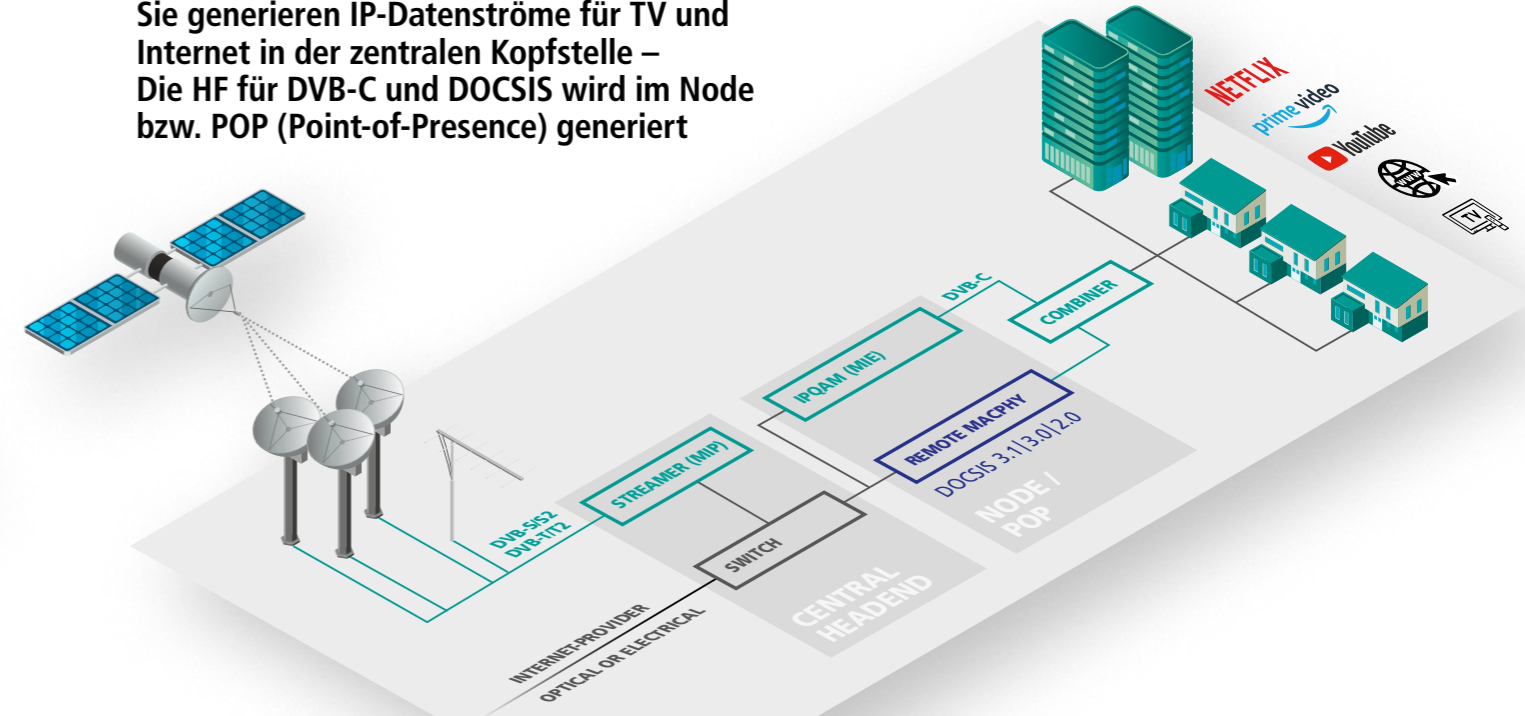 Sie generieren IP-Datenströme für TV und
Internet in der zentralen Kopfstelle –
Die HF für DVB-C und DOCSIS wird im Node
bzw. POP (Point-of-Presence) generiert
NETFLIX
prime video
YouTube
WWW
TV
DVB-C
COMBINER
IPQAM (MIE)
REMOTE MACPHY
DOCSIS 3.1|3.0|2.0
NODE /
POP
STREAMER (MIP)
DVB-S/S2
DVB-T/T2
SWITCH
CENTRAL
HEADEND
INTERNET-PROVIDER
OPTICAL OR ELECTRICAL